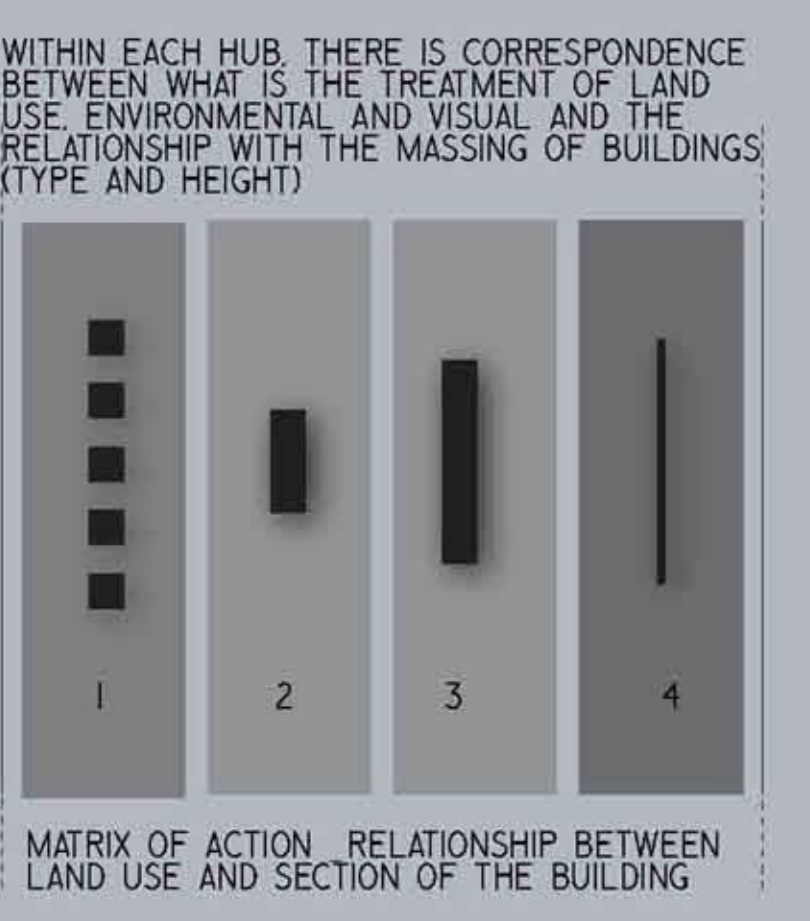 WITHIN EACH HUB, THERE IS CORRESPONDENCE
BETWEEN WHAT IS THE TREATMENT OF LAND
USE, ENVIRONMENTAL AND VISUAL AND THE
RELATIONSHIP WITH THE MASSING OF BUILDINGS
(TYPE AND HEIGHT)
1 2 3 4
MATRIX OF ACTION _RELATIONSHIP BETWEEN
LAND USE AND SECTION OF THE BUILDING